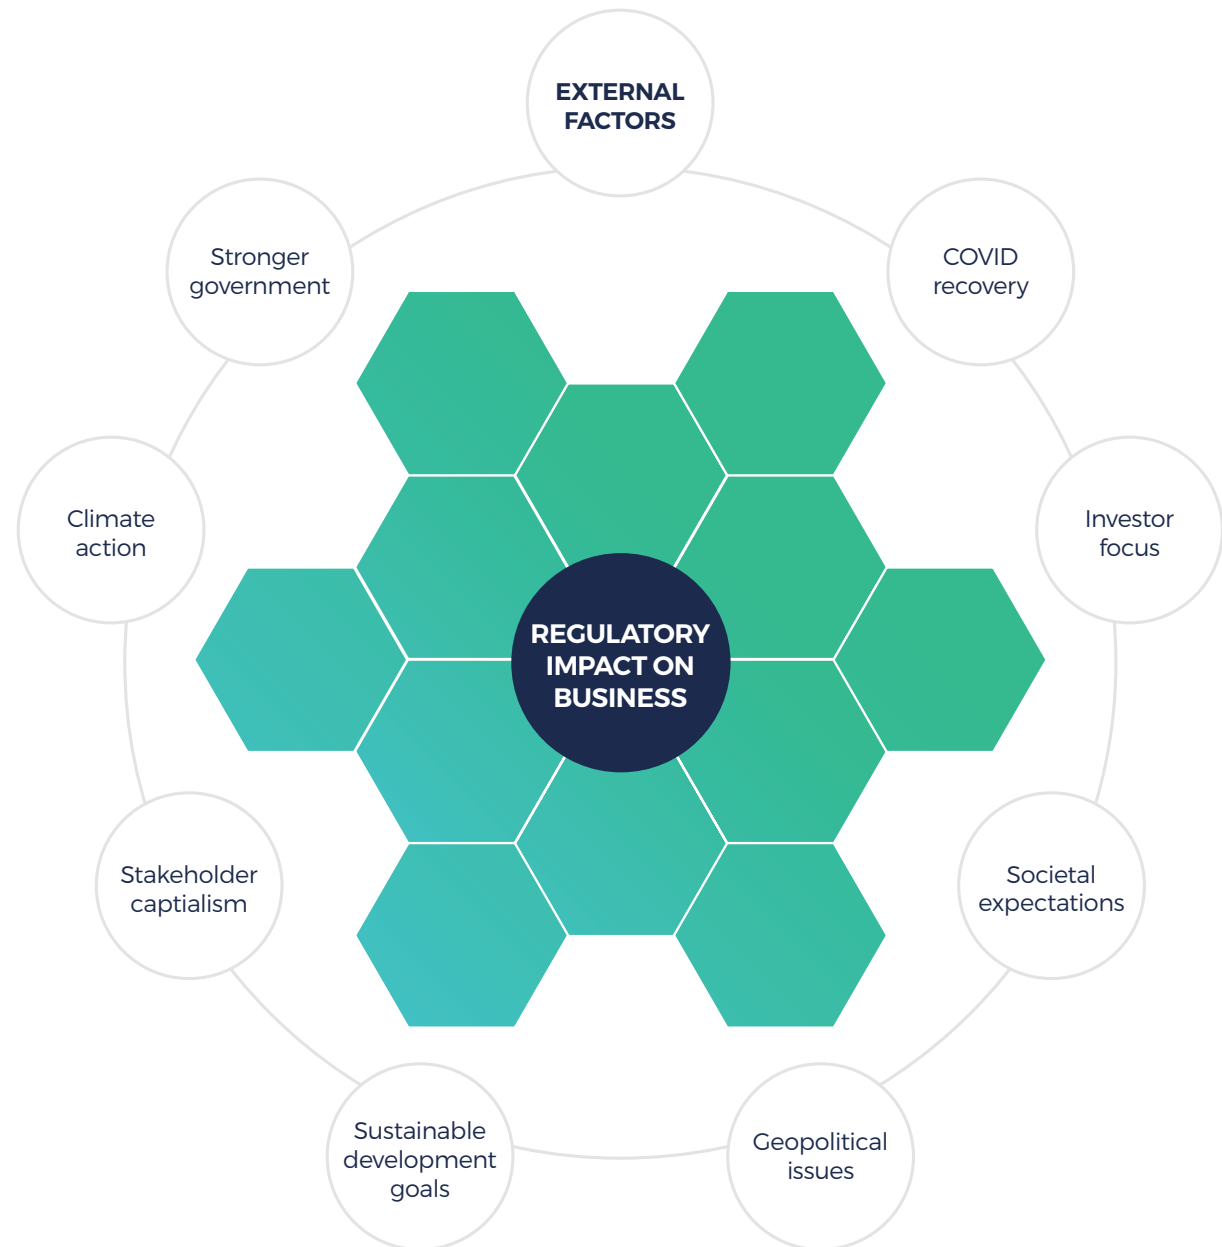 EXTERNAL
FACTORS
Stronger
government
COVID
recovery
Climate
action
Investor
focus
REGULATORY
IMPACT ON
BUSINESS
Stakeholder
captialism
Societal
expectations
Sustainable
development
goals
Geopolitical
issues